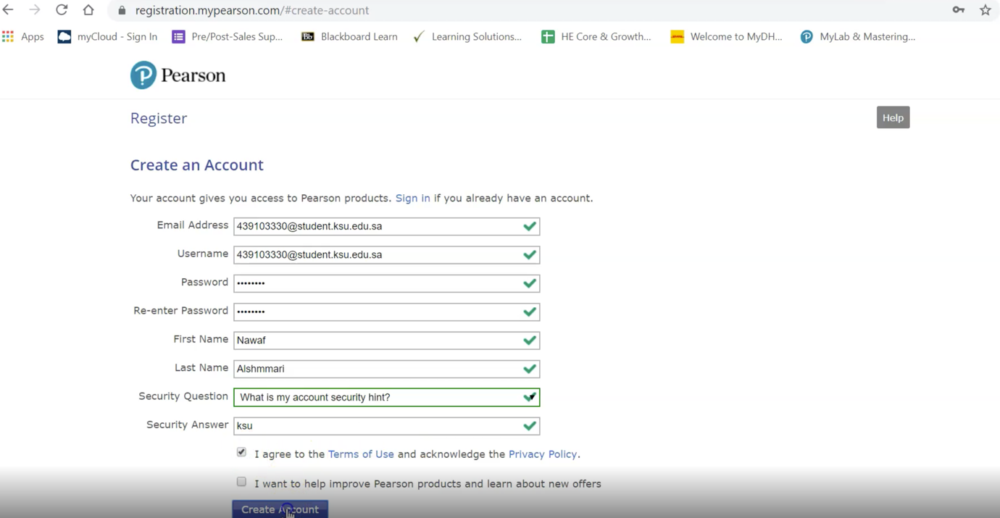 registration.mypearson.com/#create-account
Apps myCloud - Sign In Pre/Post-Sales Sup... Bb Blackboard Learn Learning Solutions... HE Core & Growth... Welcome to MyDH... MyLab & Mastering...
Pearson
Register Help
Create an Account
Your account gives you access to Pearson products. Sign in if you already have an account.
Email Address 439103330@student.ksu.edu.sa
Username 439103330@student.ksu.edu.sa
Password ••••••••
Re-enter Password ••••••••
First Name Nawaf
Last Name Alshmmari
Security Question What is my account security hint?
Security Answer ksu
I agree to the Terms of Use and acknowledge the Privacy Policy.
I want to help improve Pearson products and learn about new offers
Create Account